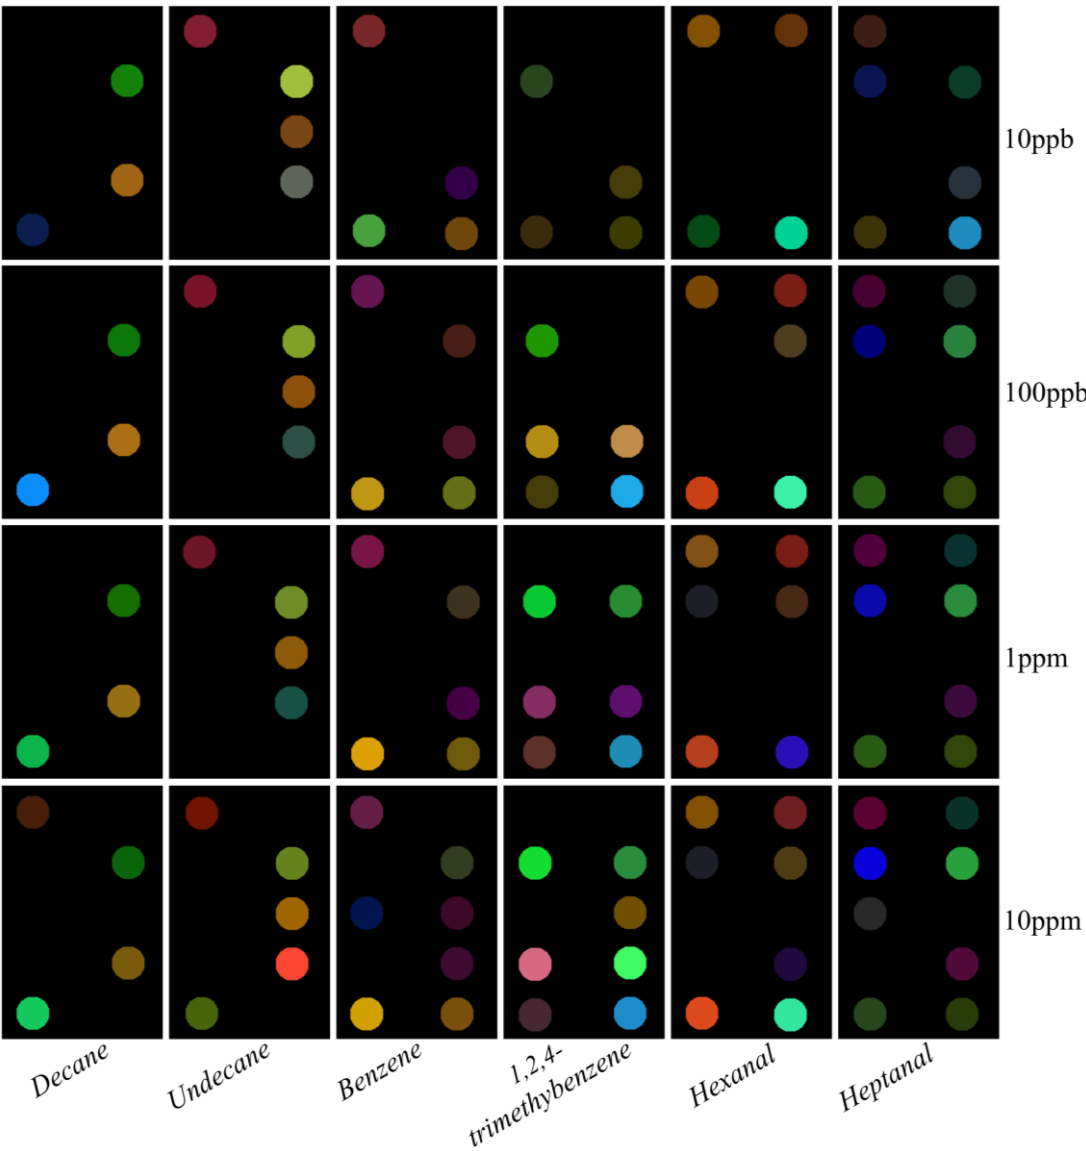 10ppb
100ppb
1ppm
10ppm
Decane
Undecane
Benzene
1,2,4-
trimethybenzene
Hexanal
Heptanal